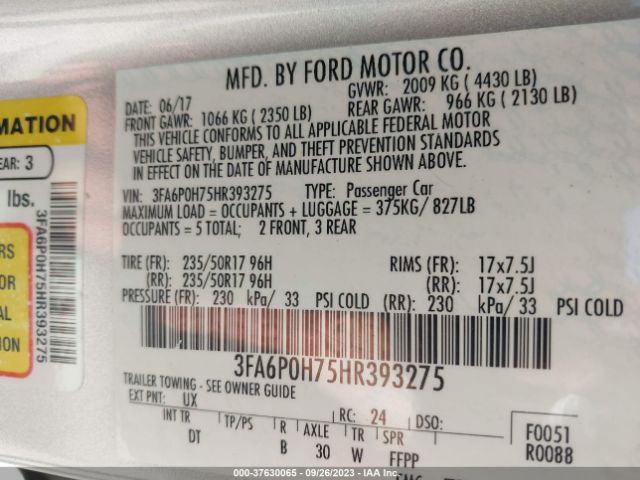 MFD. BY FORD MOTOR CO.
DATE: 06/17 GVWR: 2009 KG ( 4430 LB)
FRONT GAWR: 1066 KG ( 2350 LB) REAR GAWR: 966 KG ( 2130 LB)
THIS VEHICLE CONFORMS TO ALL APPLICABLE FEDERAL MOTOR
VEHICLE SAFETY, BUMPER, AND THEFT PREVENTION STANDARDS
IN EFFECT ON THE DATE OF MANUFACTURE SHOWN ABOVE.
VIN: 3FA6P0H75HR393275 TYPE: Passenger Car
MAXIMUM LOAD = OCCUPANTS + LUGGAGE = 375KG/ 827LB
OCCUPANTS = 5 TOTAL; 2 FRONT, 3 REAR
TIRE (FR): 235/50R17 96H RIMS (FR): 17x7.5J
(RR): 235/50R17 96H (RR): 17x7.5J
PRESSURE (FR): 230 kPa/ 33 PSI COLD (RR): 230 kPa/ 33 PSI COLD
3FA6P0H75HR393275
TRAILER TOWING - SEE OWNER GUIDE
EXT PNT: UX RC: 24 DSO:
INT TR TP/PS R AXLE TR SPR F0051
DT B 30 W FFPP R0088
MATION
EAR: 3
lbs.
RS
OR
AL
TION
3FA6P0H75HR393275
000-37630065 - 09/26/2023 - IAA Inc.